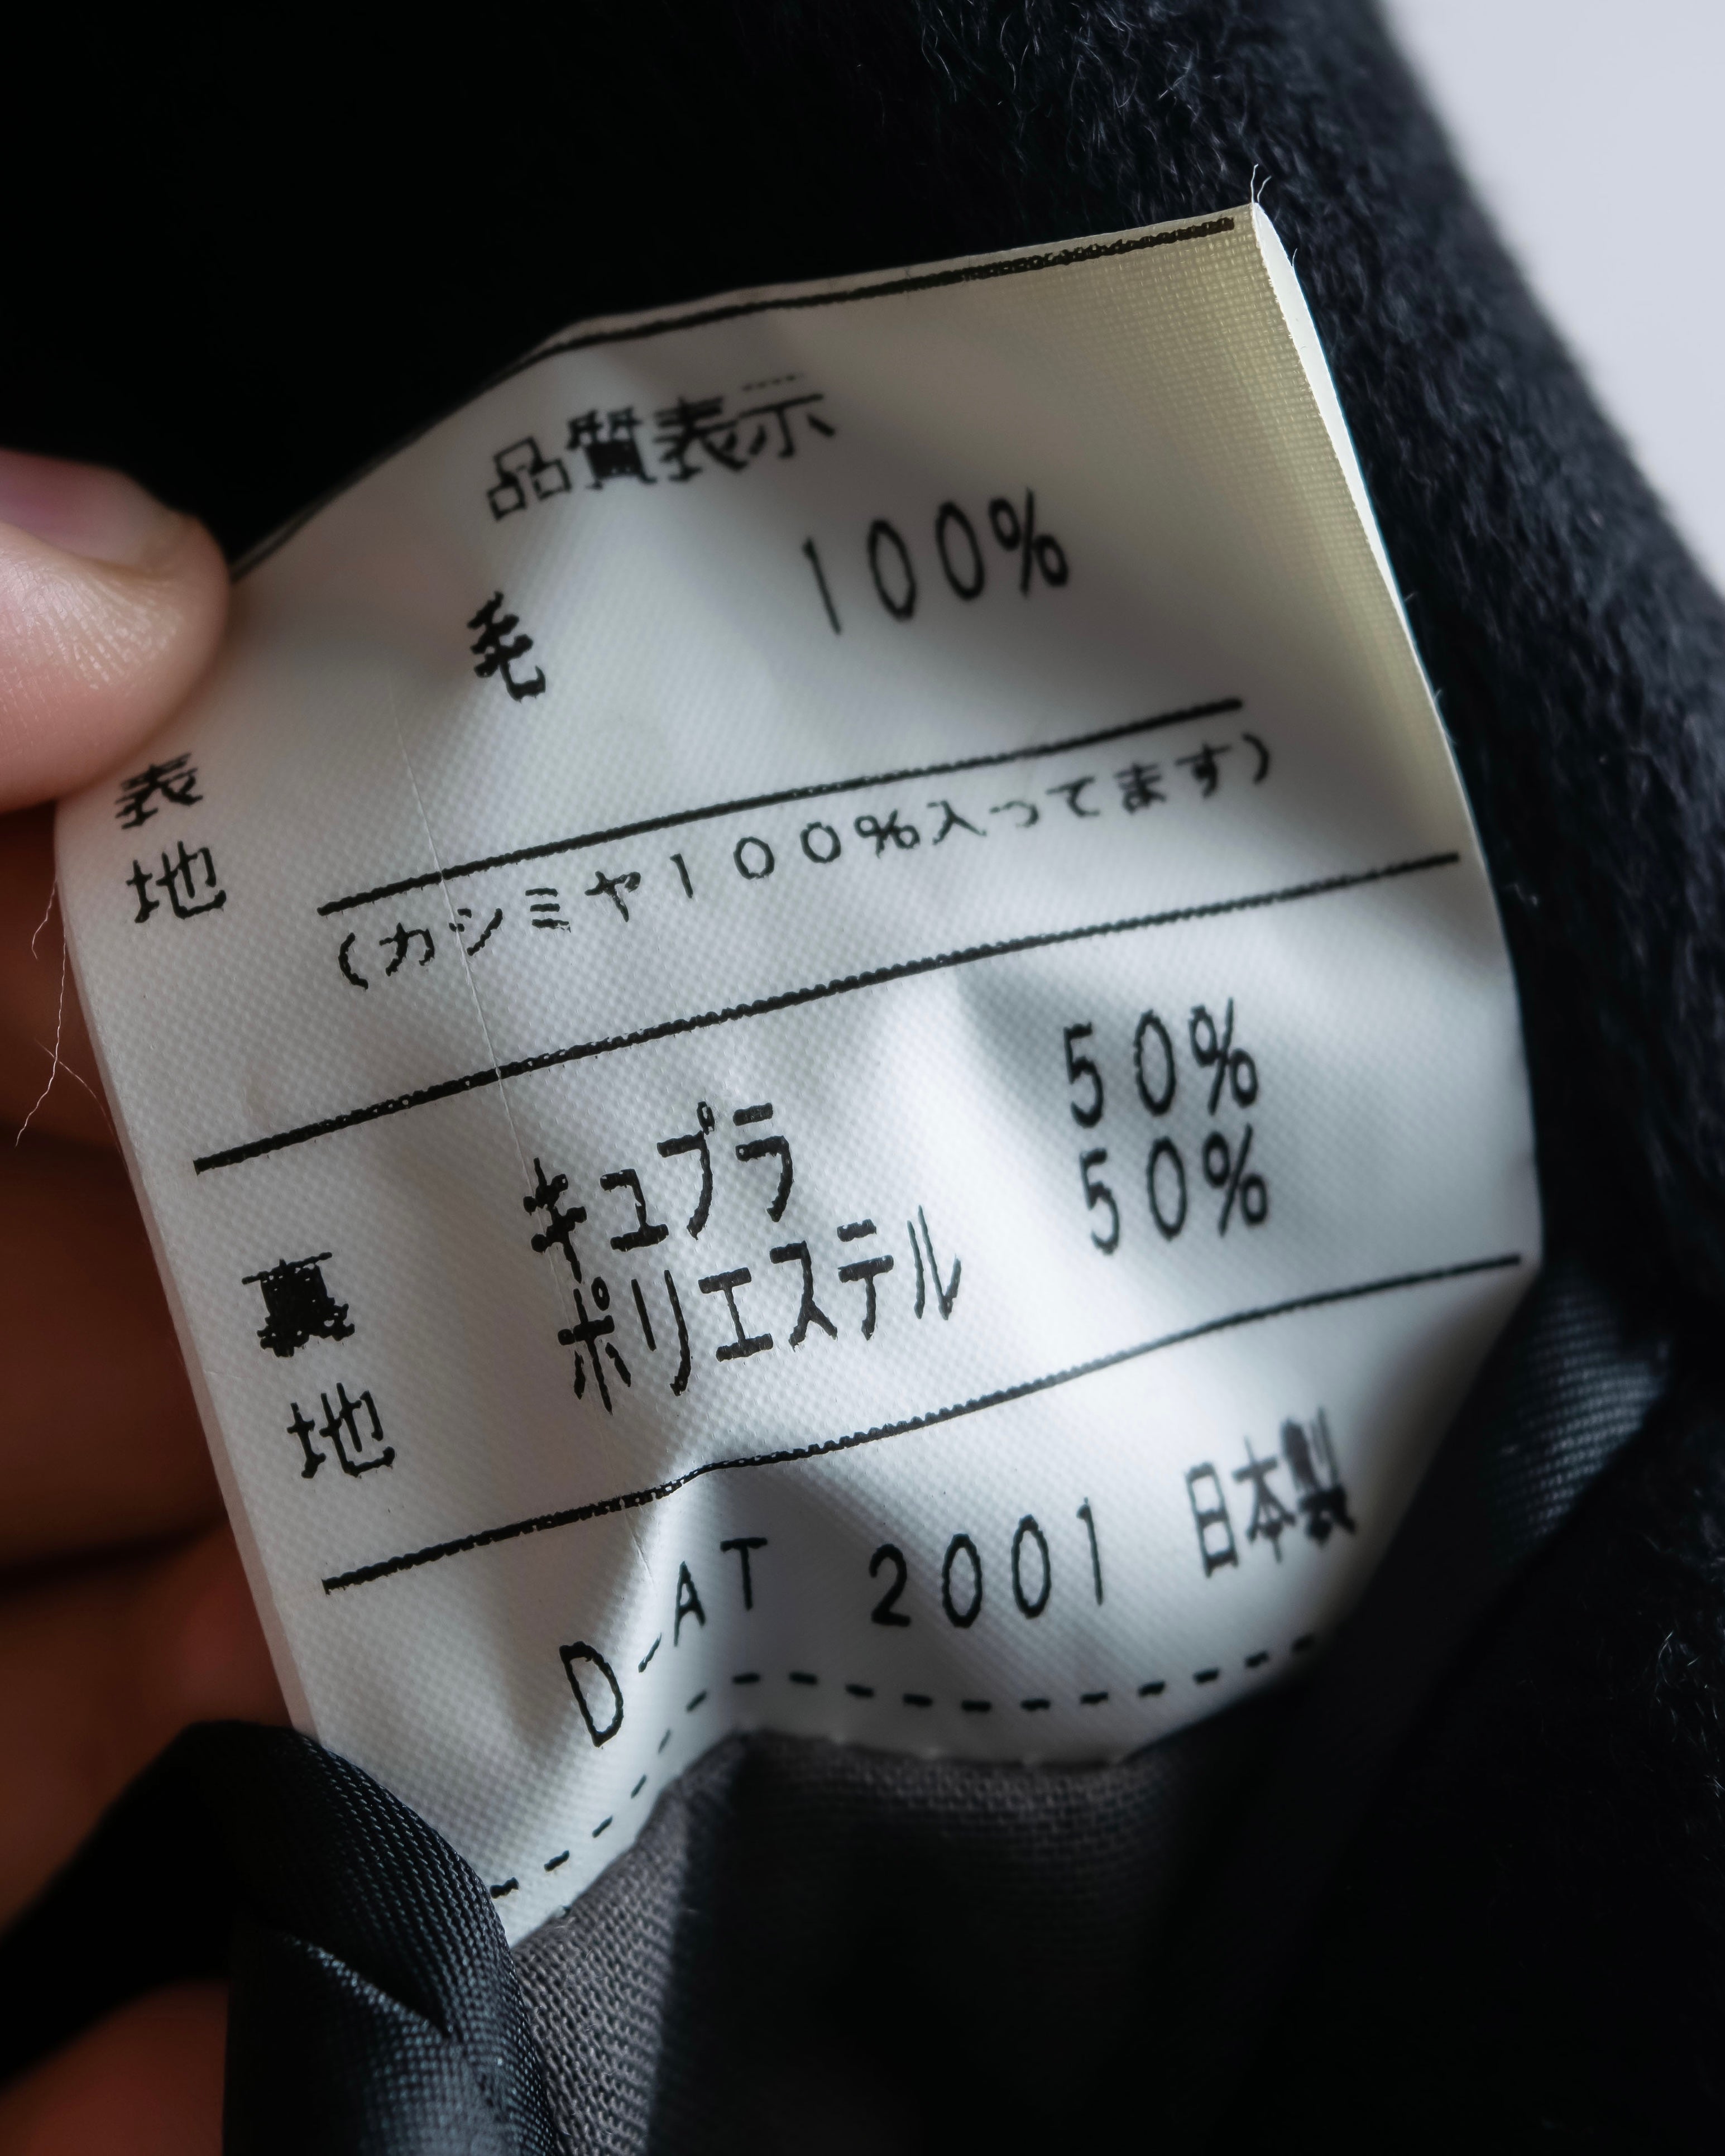 品質表示
表地
毛 100%
(カシミヤ100%入ってます)
裏地
キュプラ 50%
ポリエステル 50%
D-AT 2001 日本製